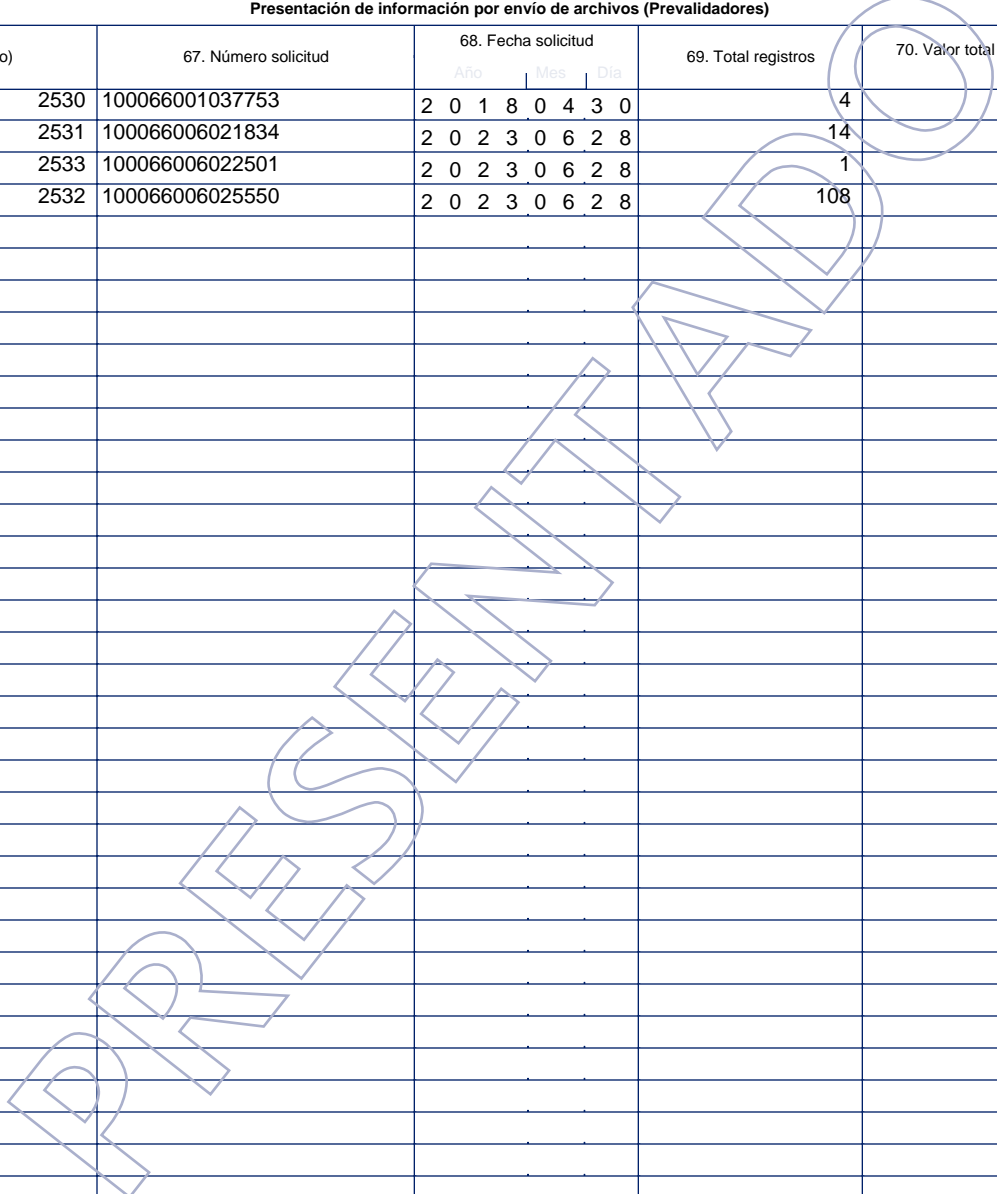 Presentación de información por envío de archivos (Prevalidadores)
o) 67. Número solicitud 68. Fecha solicitud 69. Total registros 70. Valor total
Año Mes Día
2530 100066001037753 2 0 1 8 0 4 3 0 4
2531 100066006021834 2 0 2 3 0 6 2 8 14
2533 100066006022501 2 0 2 3 0 6 2 8 1
2532 100066006025550 2 0 2 3 0 6 2 8 108
PRESENTADO